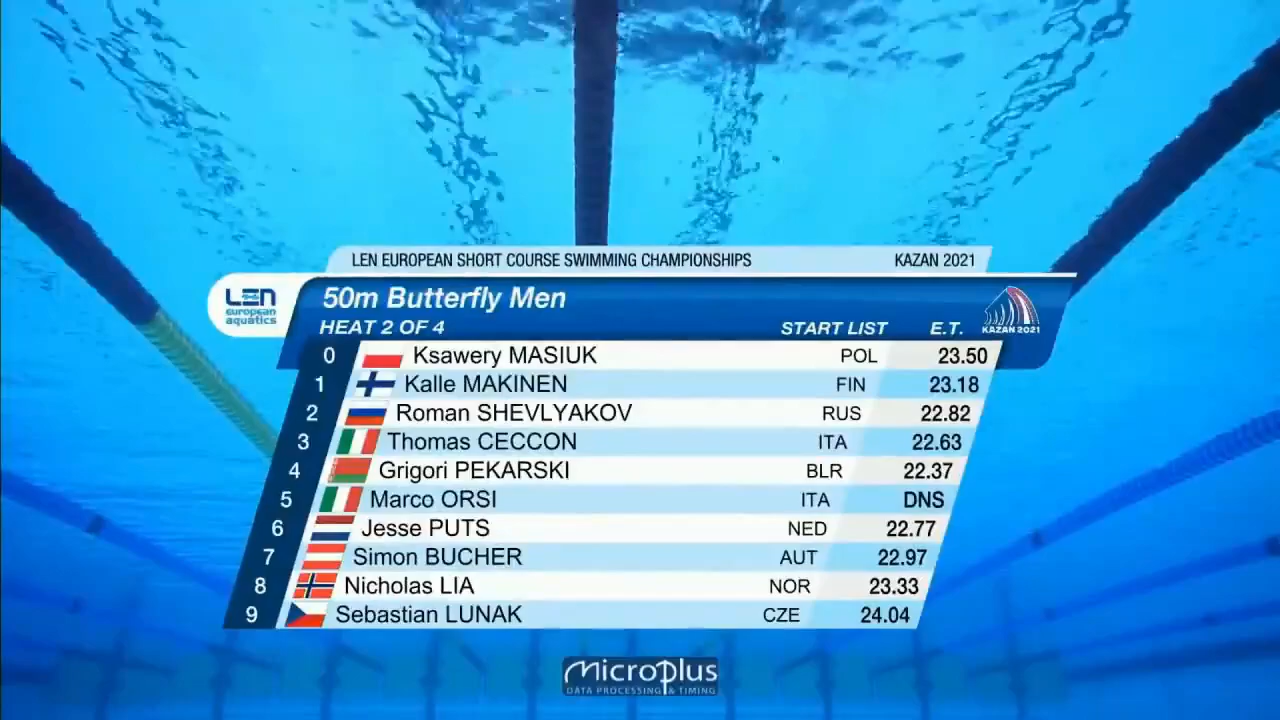 LEN EUROPEAN SHORT COURSE SWIMMING CHAMPIONSHIPS KAZAN 2021
LEN
european
aquatics
50m Butterfly Men
KAZAN 2021
HEAT 2 OF 4 START LIST E.T.
0 Ksawery MASIUK POL 23.50
1 Kalle MAKINEN FIN 23.18
2 Roman SHEVLYAKOV RUS 22.82
3 Thomas CECCON ITA 22.63
4 Grigori PEKARSKI BLR 22.37
5 Marco ORSI ITA DNS
6 Jesse PUTS NED 22.77
7 Simon BUCHER AUT 22.97
8 Nicholas LIA NOR 23.33
9 Sebastian LUNAK CZE 24.04
Microplus
DATA PROCESSING & TIMING